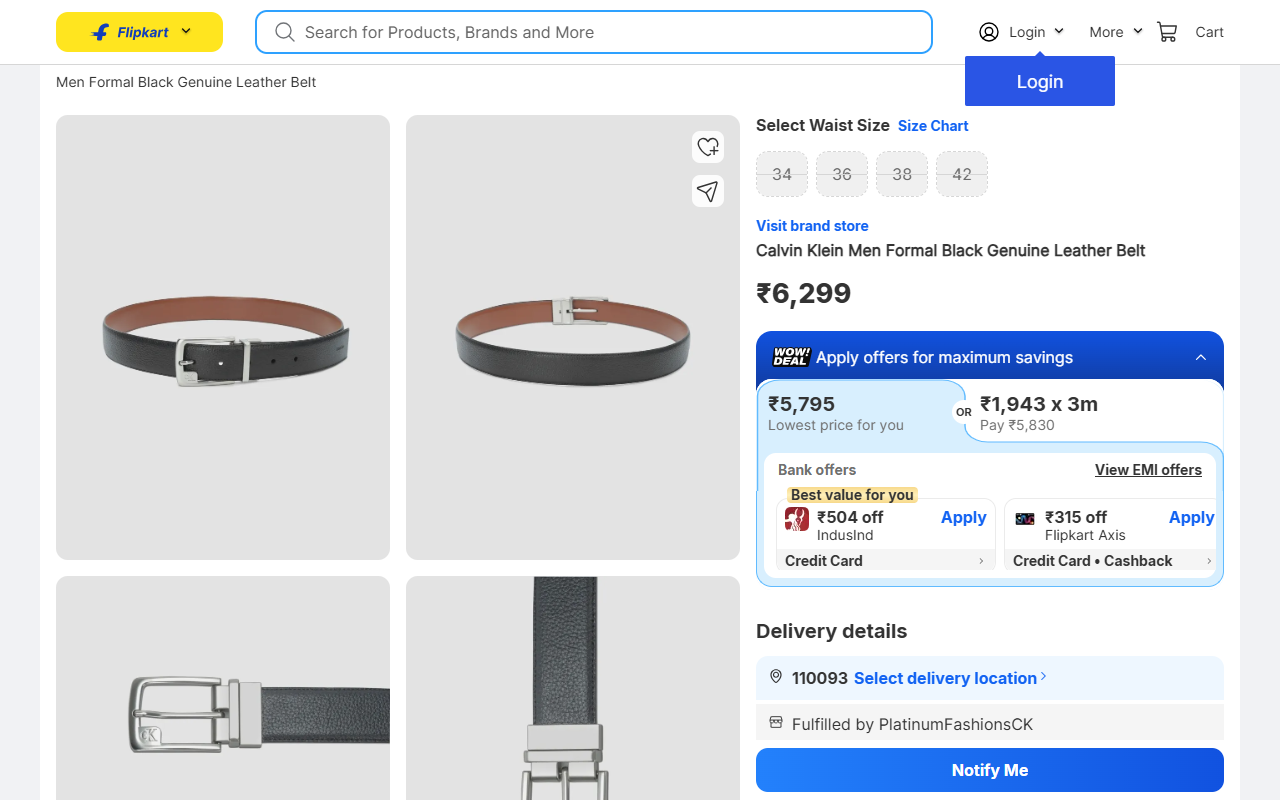 Flipkart
Search for Products, Brands and More
Login
More
Cart
Login
Men Formal Black Genuine Leather Belt
Select Waist Size Size Chart
34 36 38 42
Visit brand store
Calvin Klein Men Formal Black Genuine Leather Belt
₹6,299
WOW! DEAL Apply offers for maximum savings
₹5,795
Lowest price for you
OR
₹1,943 x 3m
Pay ₹5,830
Bank offers
View EMI offers
Best value for you
₹504 off
IndusInd
Apply
Credit Card
₹315 off
Flipkart Axis
Apply
Credit Card • Cashback
Delivery details
110093 Select delivery location
Fulfilled by PlatinumFashionsCK
Notify Me
CK